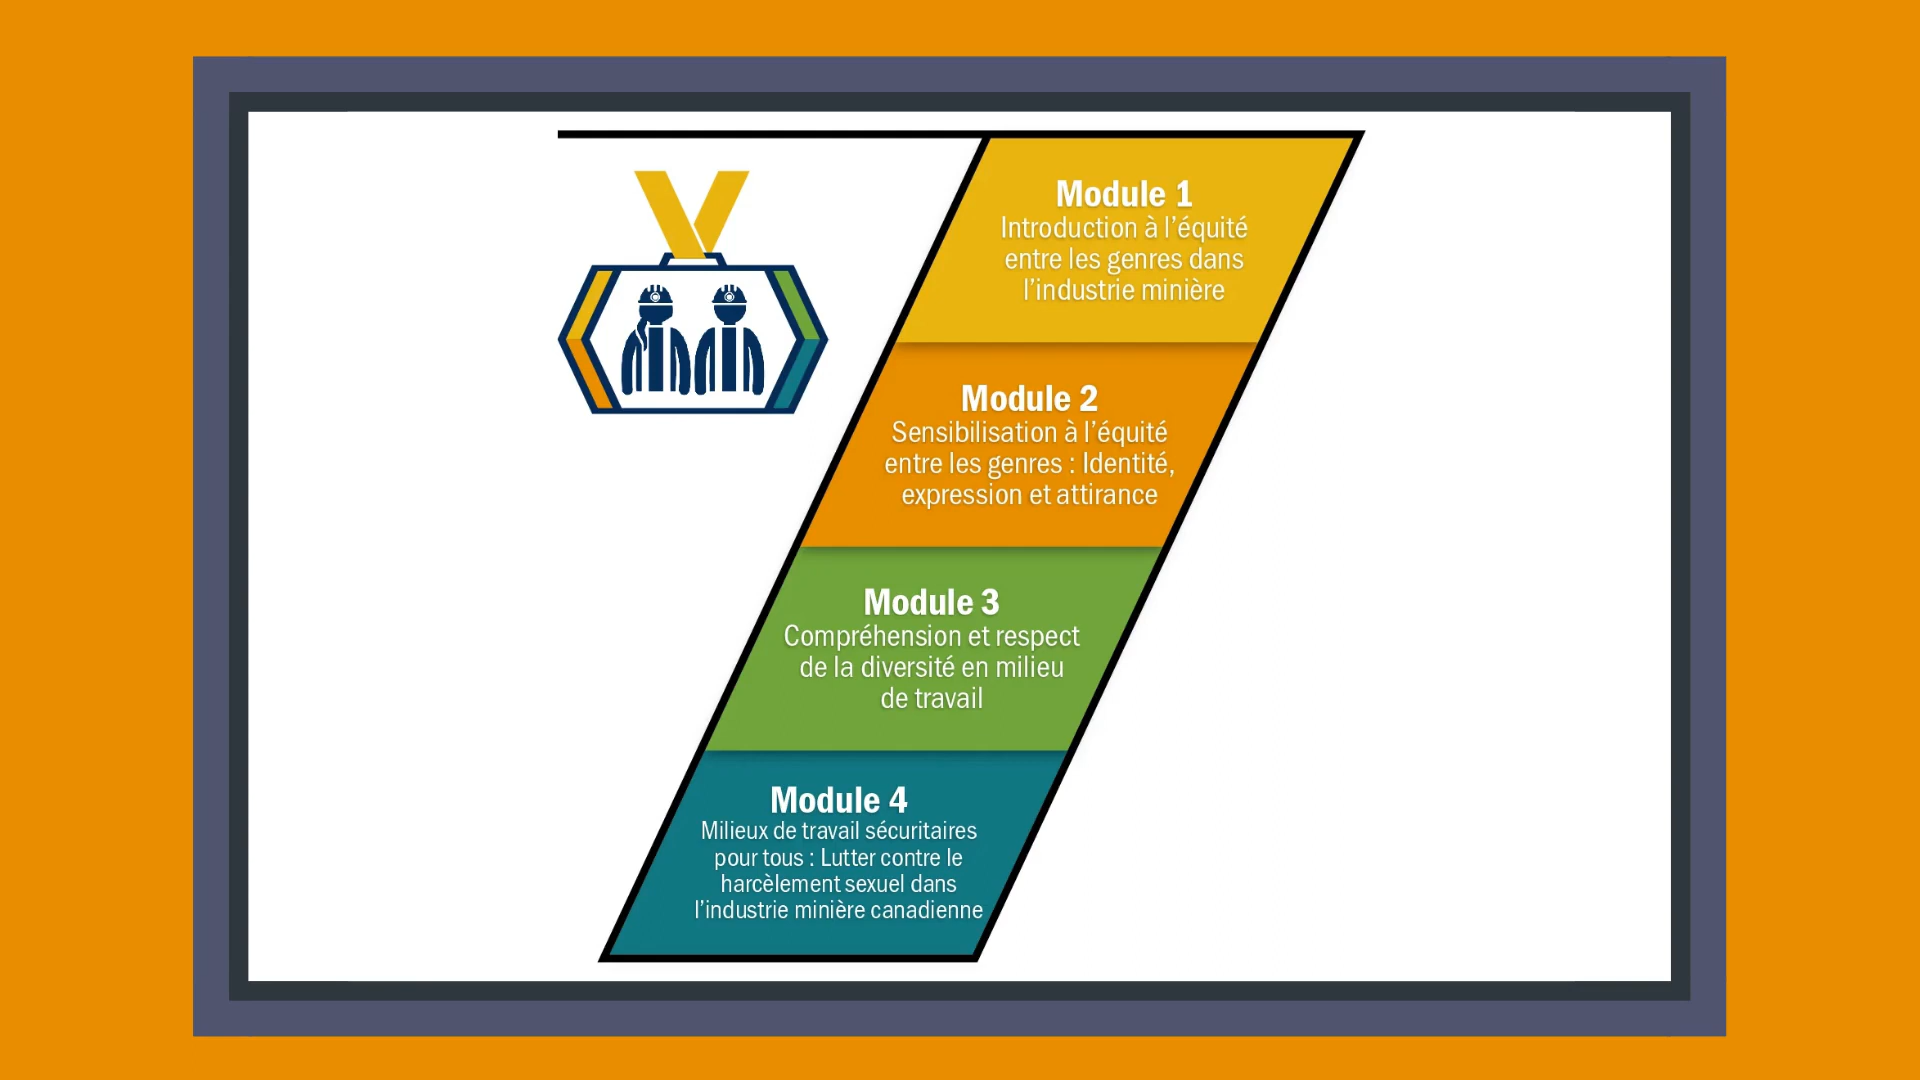 Module 1
Introduction à l’équité
entre les genres dans
l’industrie minière
Module 2
Sensibilisation à l’équité
entre les genres : Identité,
expression et attirance
Module 3
Compréhension et respect
de la diversité en milieu
de travail
Module 4
Milieux de travail sécuritaires
pour tous : Lutter contre le
harcèlement sexuel dans
l’industrie minière canadienne